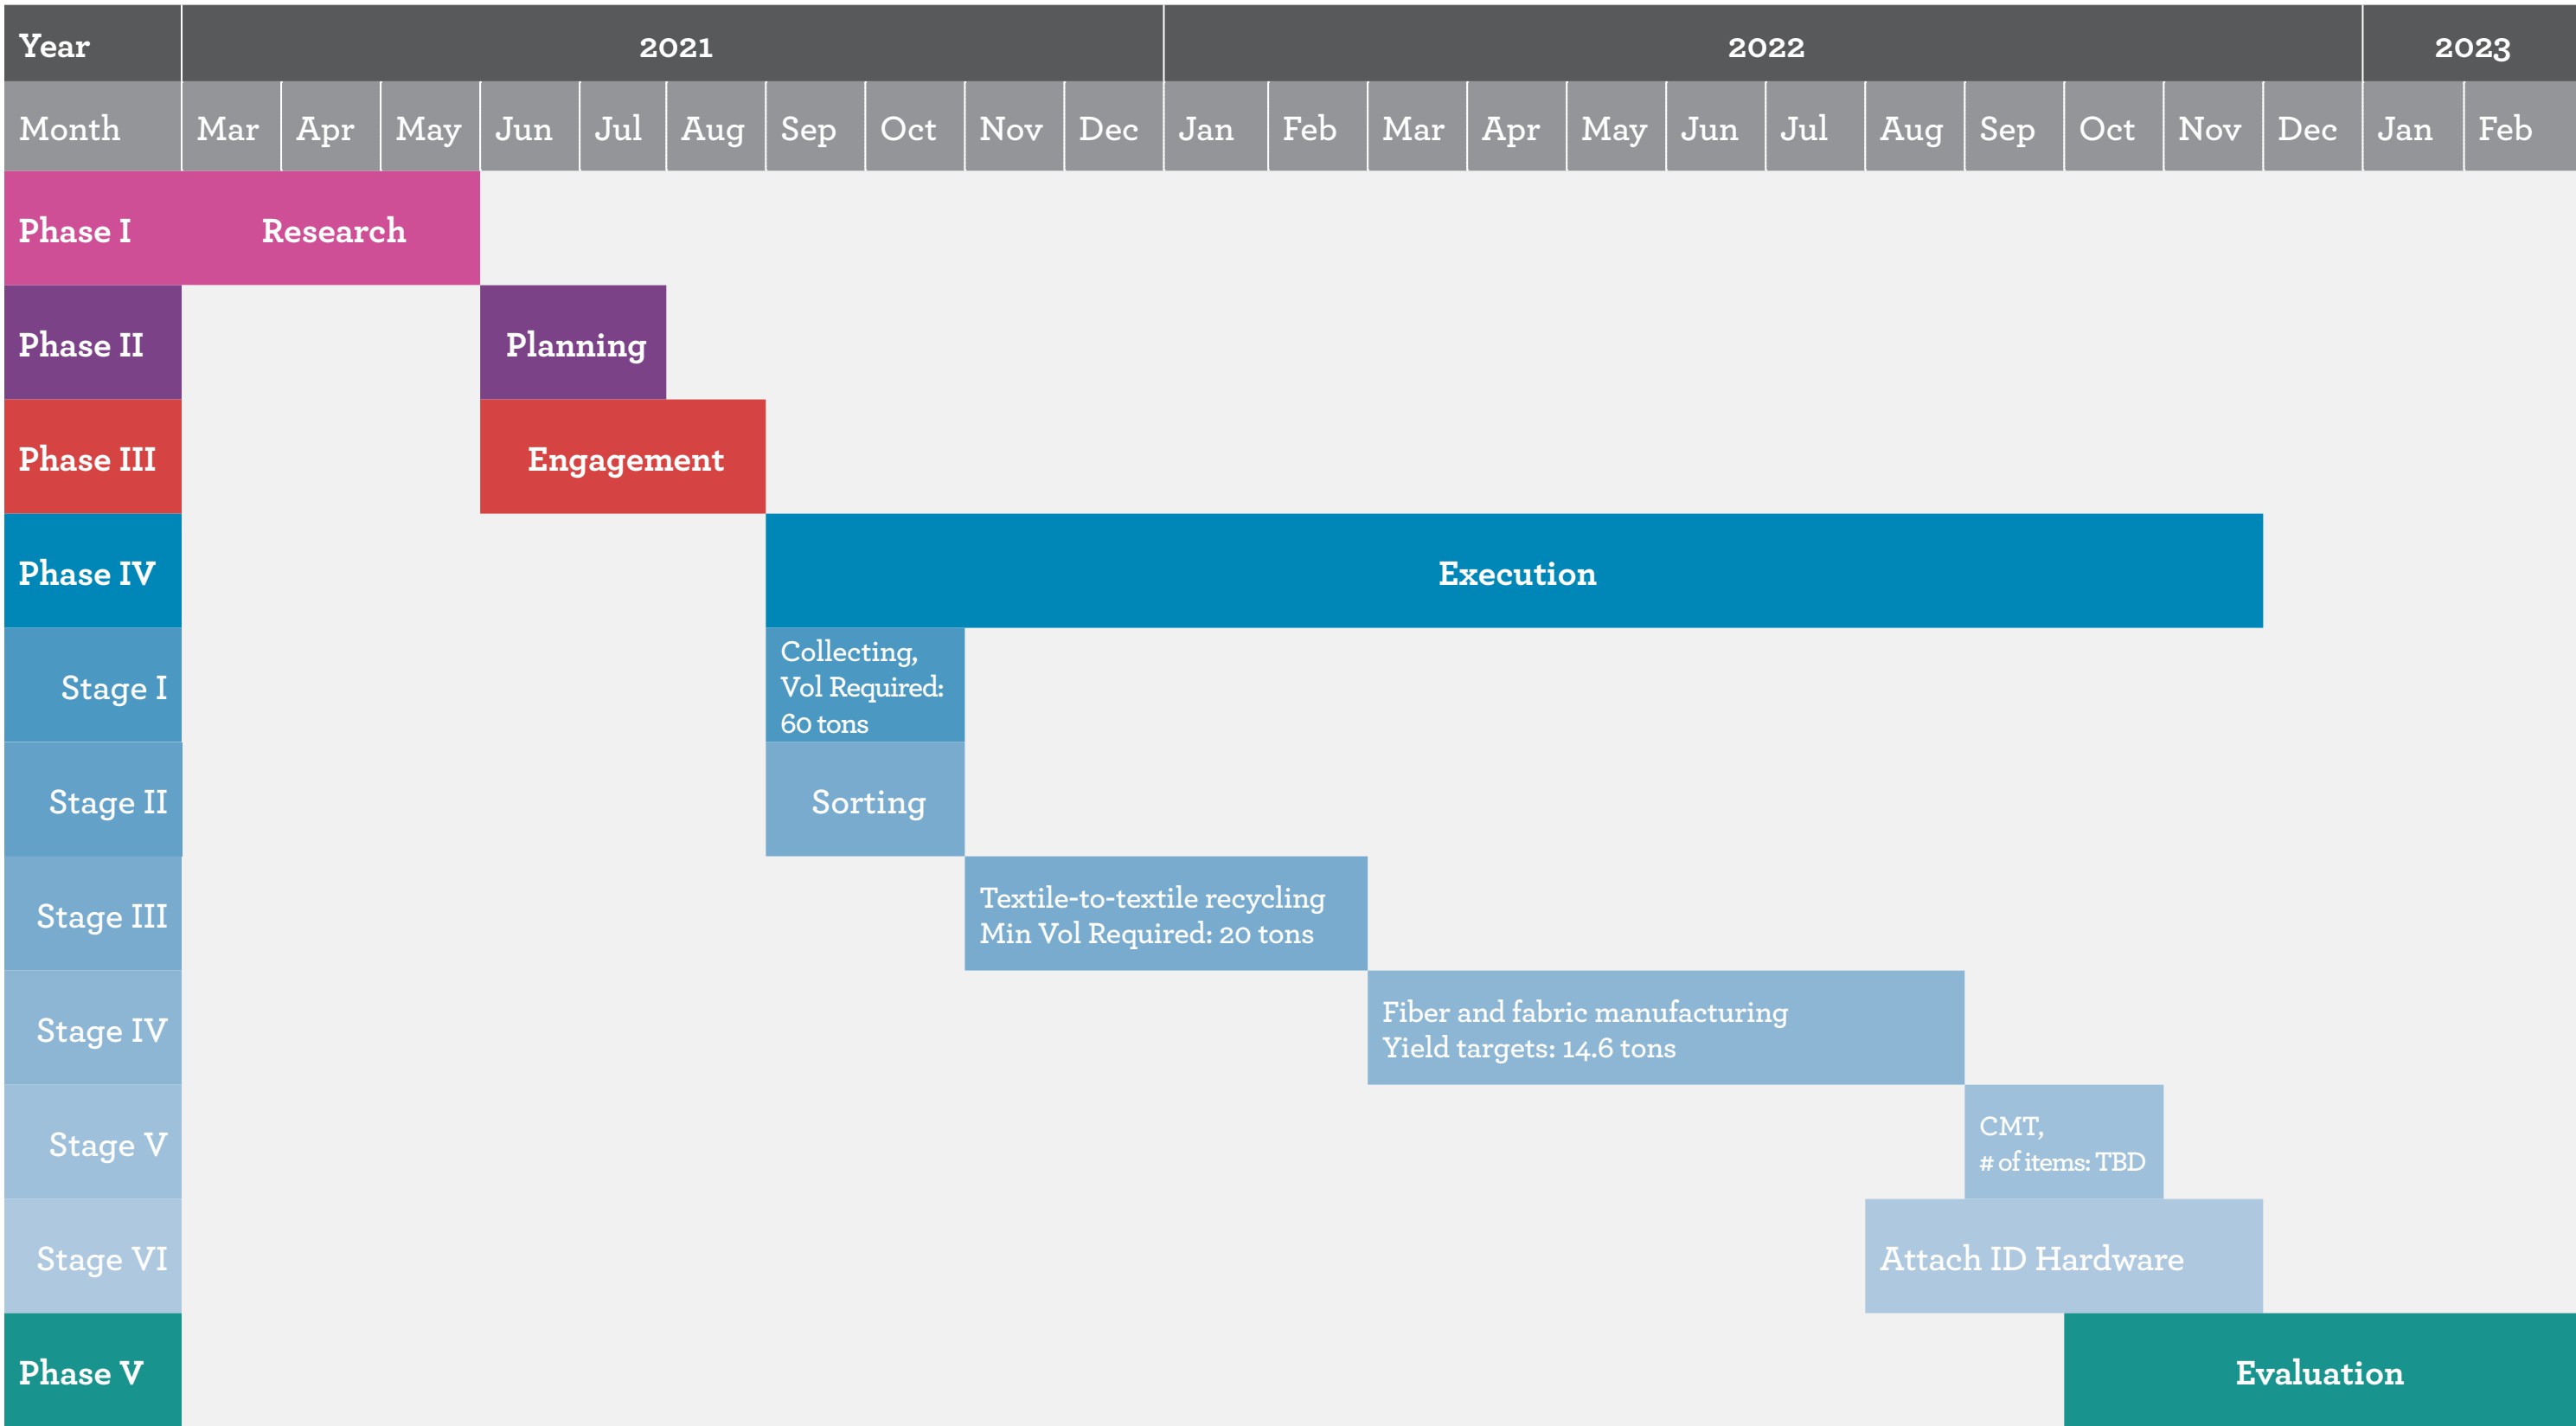 Year 2021 2022 2023
Month Mar Apr May Jun Jul Aug Sep Oct Nov Dec Jan Feb Mar Apr May Jun Jul Aug Sep Oct Nov Dec Jan Feb
Phase I Research
Phase II Planning
Phase III Engagement
Phase IV Execution
Stage I
Collecting,
Vol Required:
60 tons
Stage II Sorting
Stage III
Textile-to-textile recycling
Min Vol Required: 20 tons
Stage IV
Fiber and fabric manufacturing
Yield targets: 14.6 tons
Stage V
CMT,
# of items: TBD
Stage VI Attach ID Hardware
Phase V Evaluation